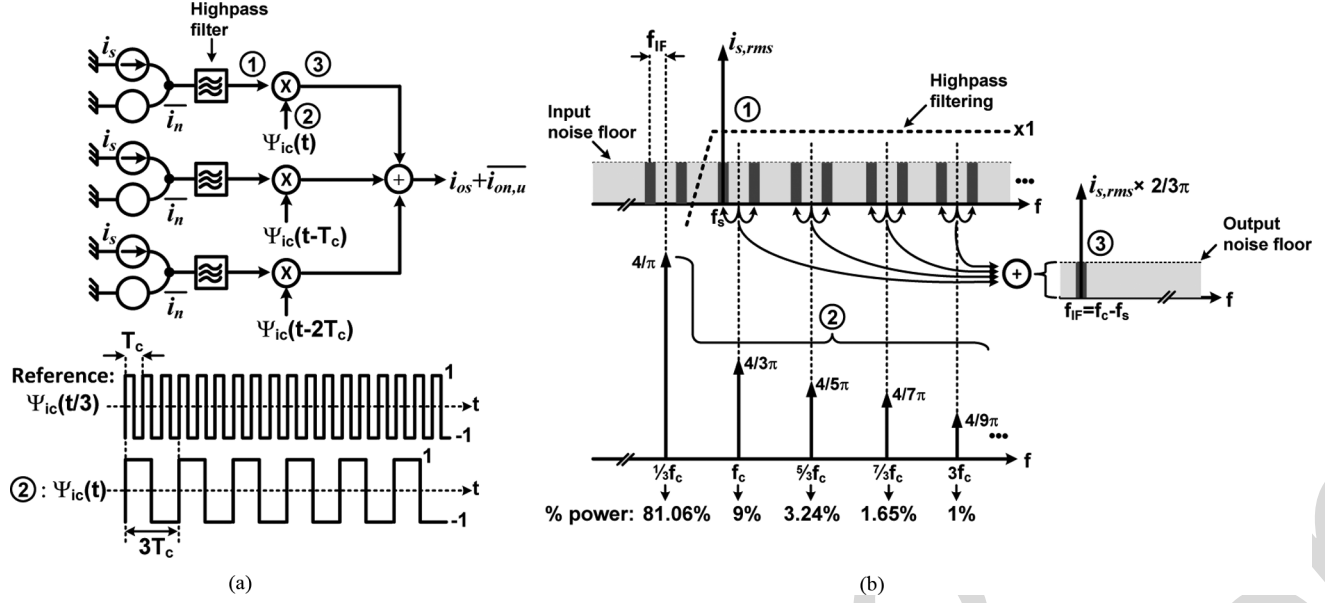 Highpass
filter
i_s
i_n
①
③
②
X
Ψ_ic(t)
i_s
i_n
X
Ψ_ic(t-T_c)
+
i_os+i_on,u
i_s
i_n
X
Ψ_ic(t-2T_c)
T_c
Reference:
Ψ_ic(t/3)
1
t
-1
② : Ψ_ic(t)
1
t
-1
3T_c
(a)
f_IF
i_s,rms
①
Highpass
filtering
x1
Input
noise floor
...
f
f_s
i_s,rms× 2/3π
③
Output
noise floor
+
f
f_IF=f_c-f_s
4/π
②
4/3π
4/5π
4/7π
4/9π
...
f
⅓f_c
f_c
5/3f_c
7/3f_c
3f_c
% power: 81.06% 9% 3.24% 1.65% 1%
(b)